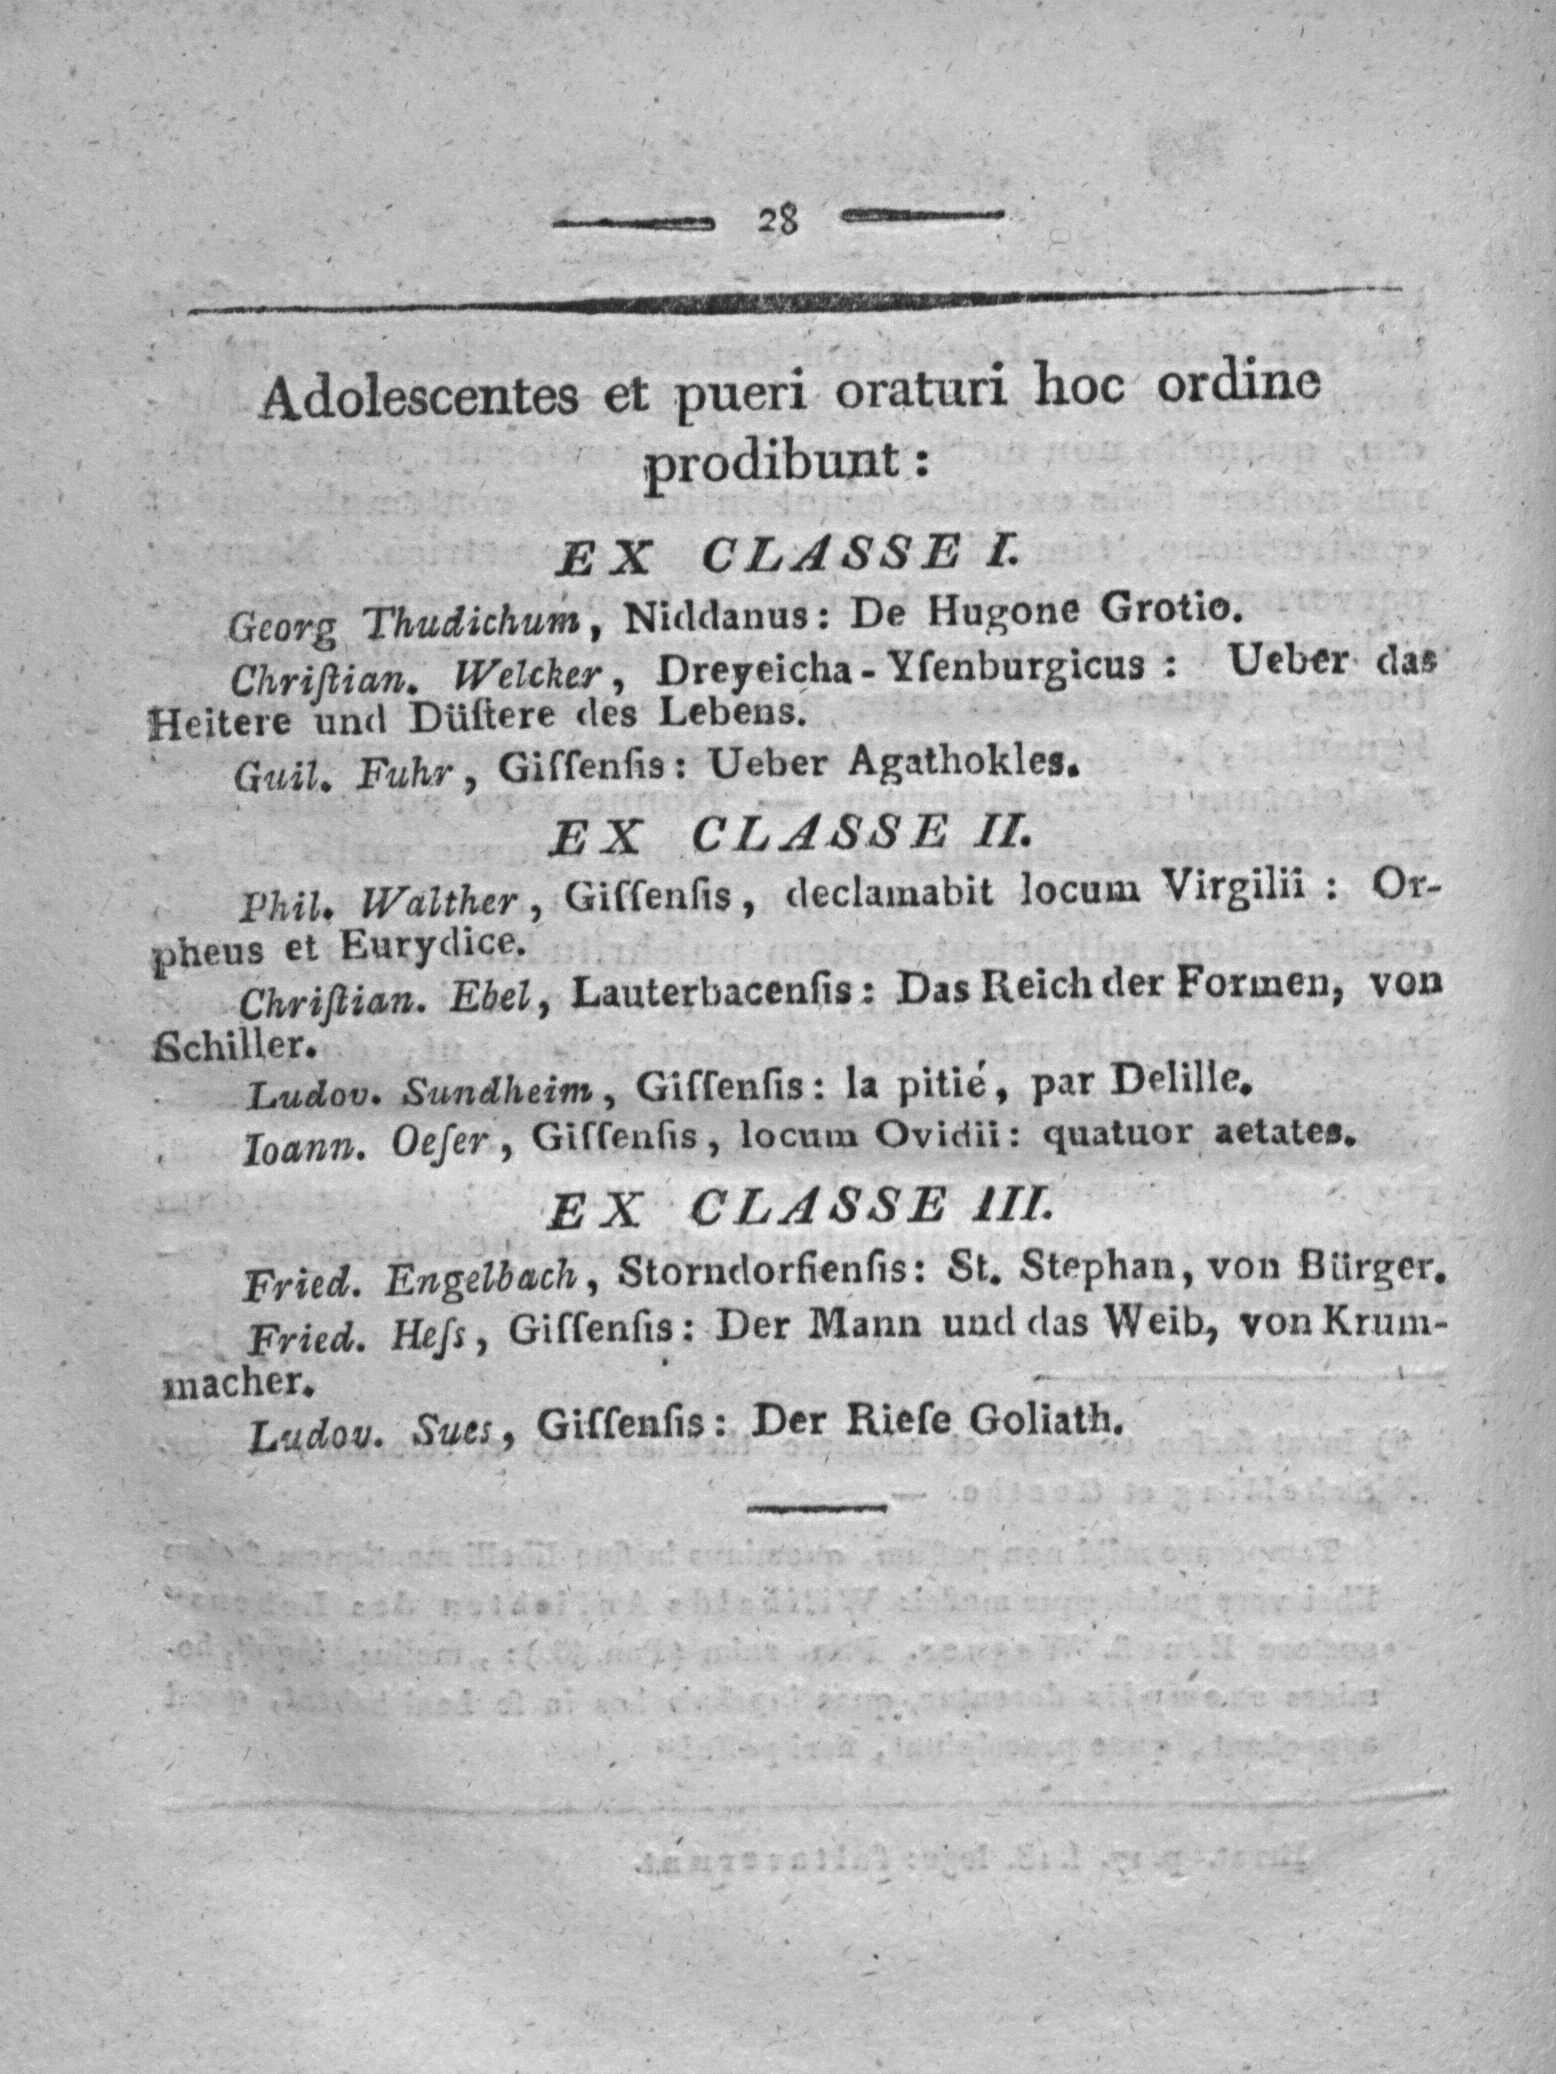 28
Adolescentes et pueri oraturi hoc ordine
prodibunt:
EX CLASSE I.
Georg Thudichum, Niddanus: De Hugone Grotio.
Chriſtian. Welcker, Dreyeicha-Yſenburgicus: Ueber das
Heitere und Düſtere des Lebens.
Guil. Fuhr, Giſſenſis: Ueber Agathokles.
EX CLASSE II.
Phil. Walther, Giſſenſis, declamabit locum Virgilii: Or-
pheus et Eurydice.
Chriſtian. Ebel, Lauterbacenſis: Das Reich der Formen, von
Schiller.
Ludov. Sundheim, Giſſenſis: la pitié, par Delille.
Ioann. Oeſer, Giſſenſis, locum Ovidii: quatuor aetates.
EX CLASSE III.
Fried. Engelbach, Storndorfienſis: St. Stephan, von Bürger.
Fried. Heſs, Giſſenſis: Der Mann und das Weib, von Krum-
macher.
Ludov. Sues, Giſſenſis: Der Rieſe Goliath.